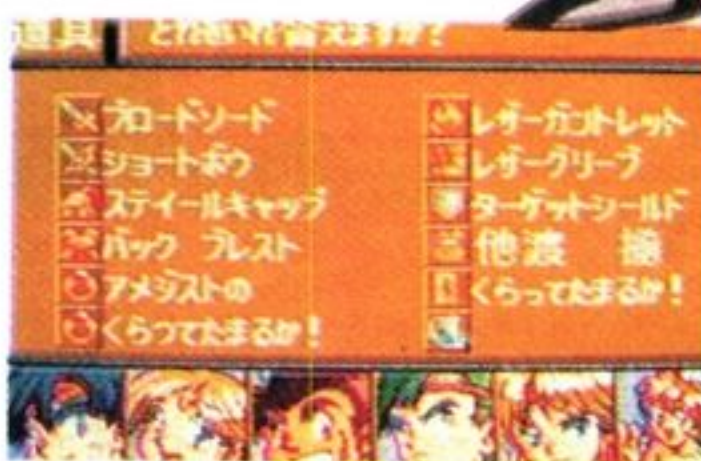 道具
ブロードソード
ショートボウ
スティールキャップ
バック ブレスト
アメジストの
くらってたまるか!
レザーガントレット
レザーグリーブ
ターゲットシールド
他渡 揚
くらってたまるか!